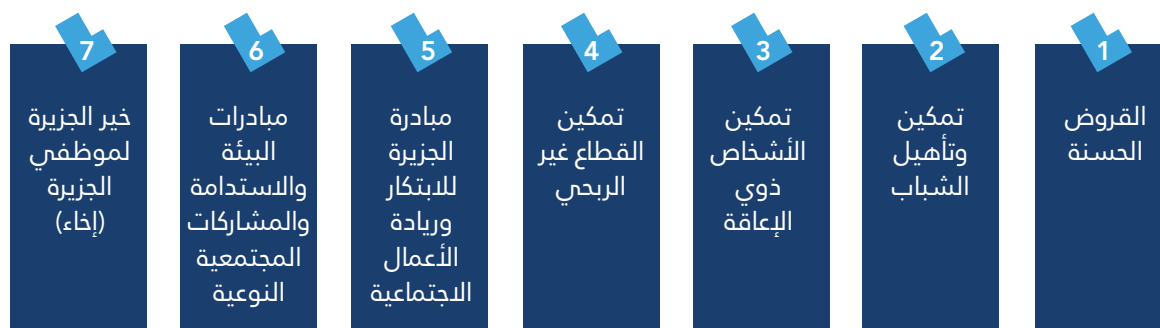 1
القروض
الحسنة
2
تمكين
وتأهيل
الشباب
3
تمكين
الأشخاص
ذوي
الإعاقة
4
تمكين
القطاع غير
الربحي
5
مبادرة
الجزيرة
للابتكار
وريادة
الأعمال
الاجتماعية
6
مبادرات
البيئة
والاستدامة
والمشاركات
المجتمعية
النوعية
7
خير الجزيرة
لموظفي
الجزيرة
(إخاء)